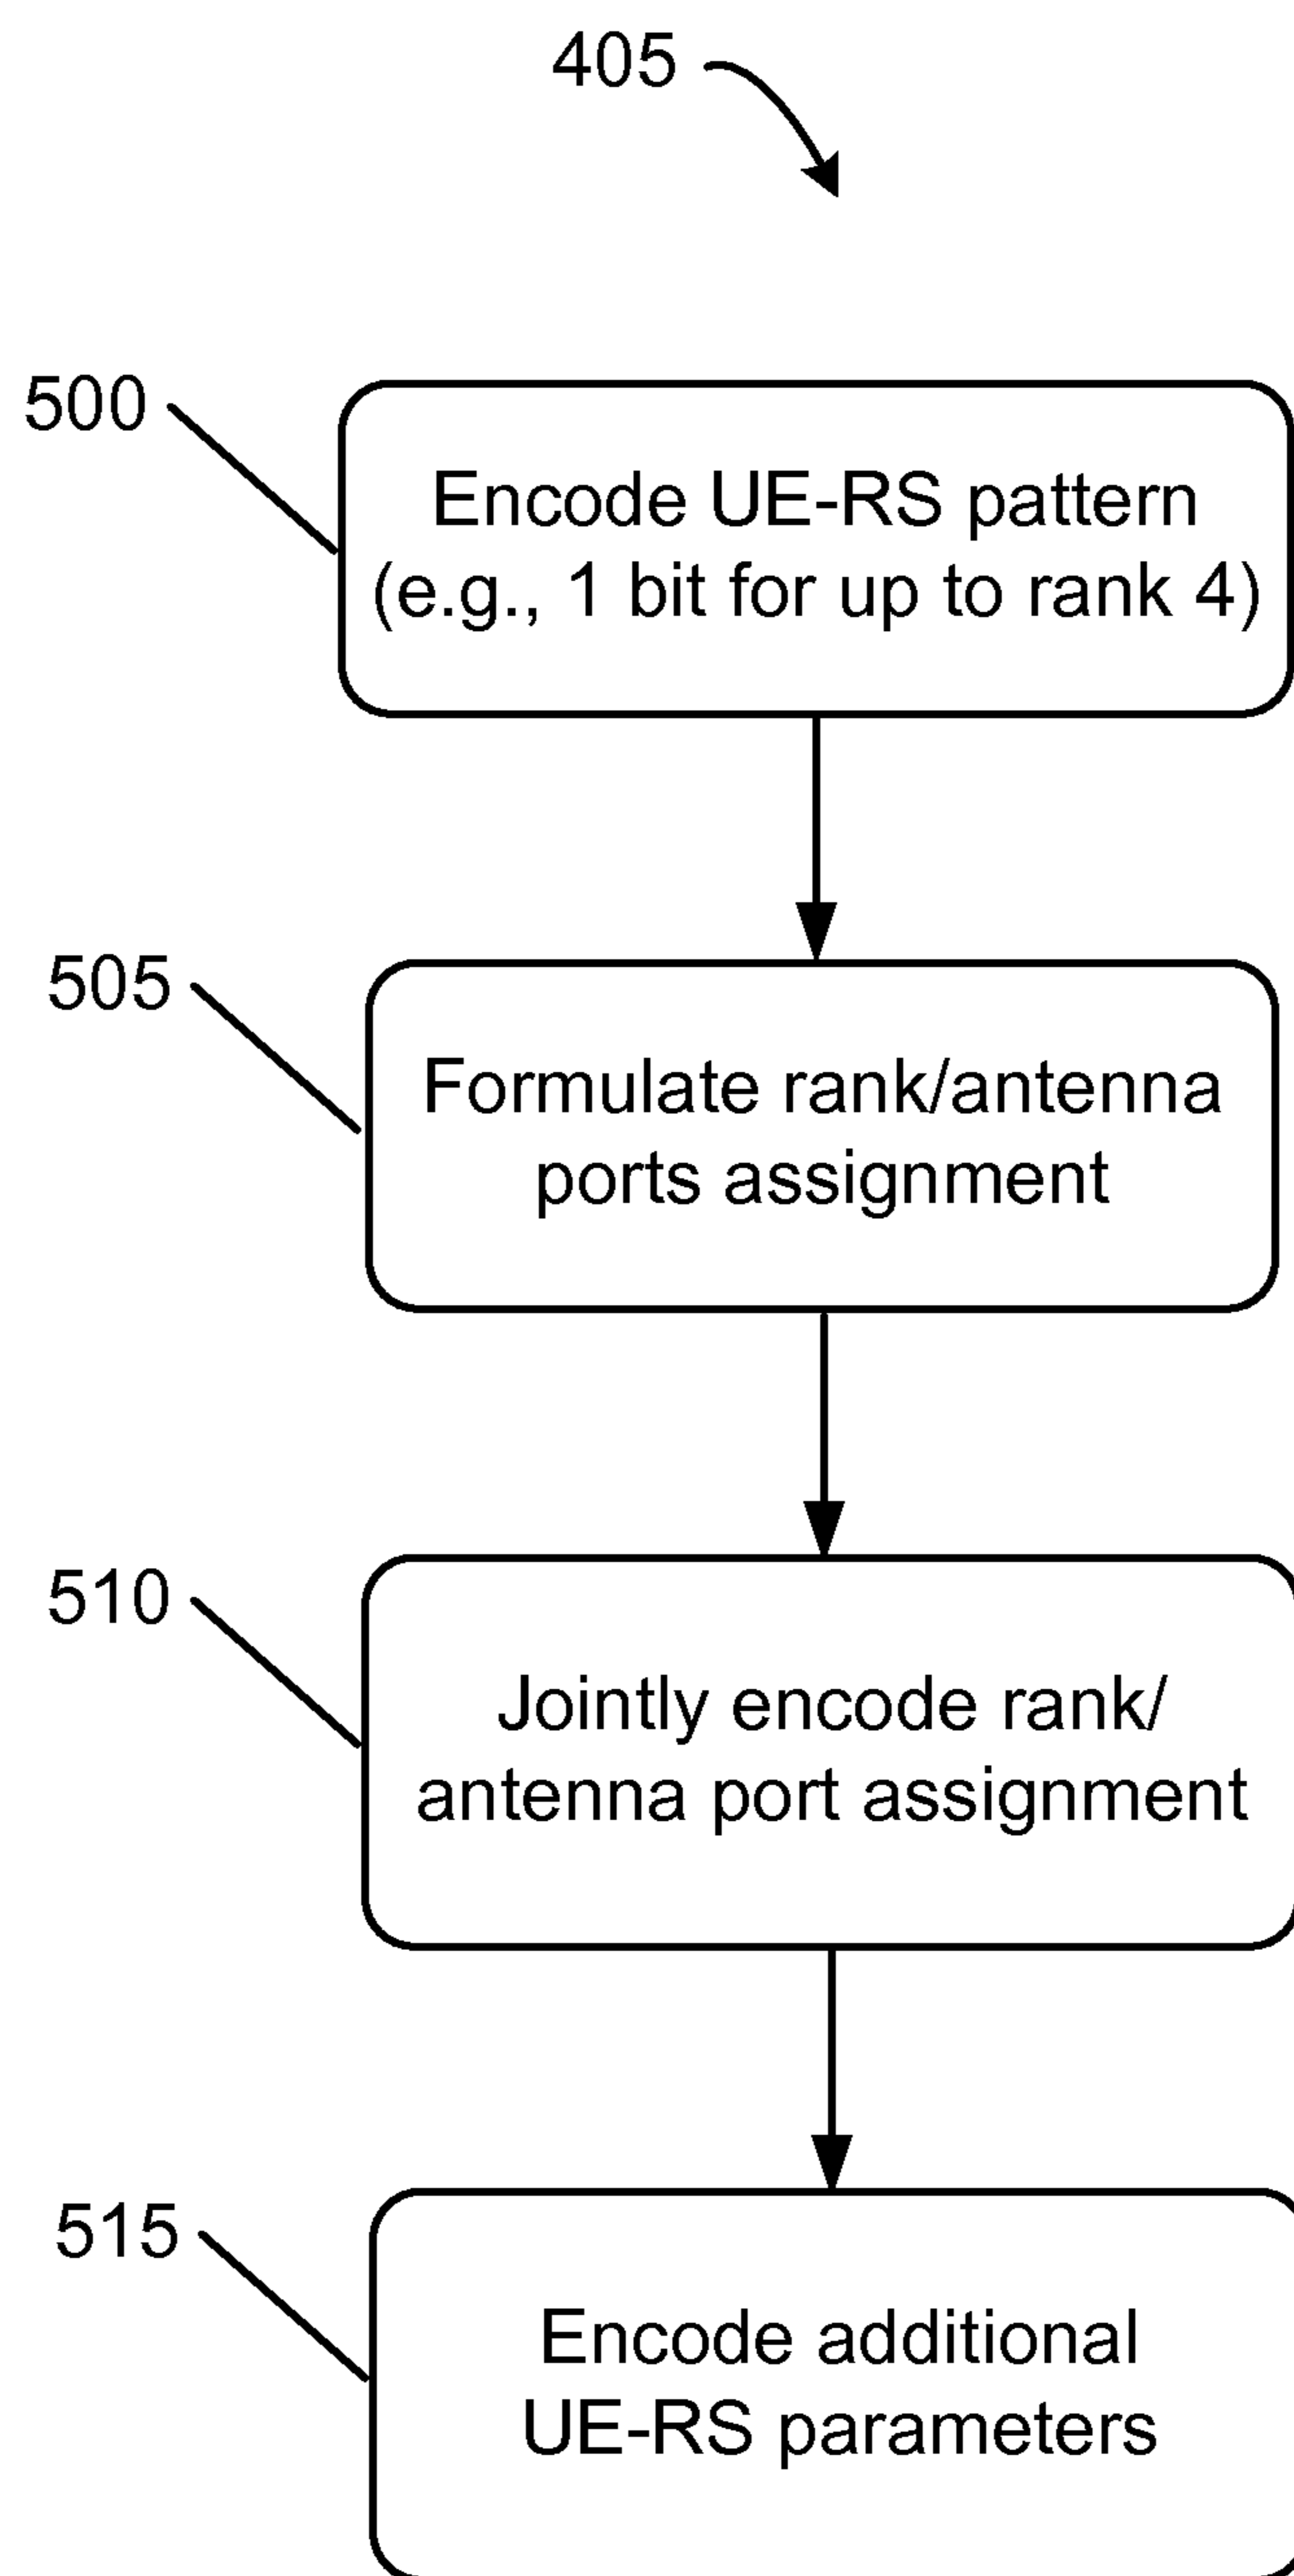 405
500
Encode UE-RS pattern
(e.g., 1 bit for up to rank 4)
505
Formulate rank/antenna
ports assignment
510
Jointly encode rank/
antenna port assignment
515
Encode additional
UE-RS parameters